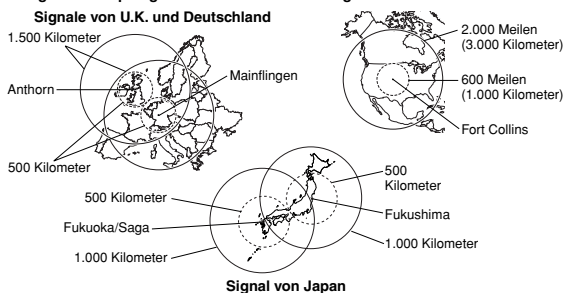 Signale von U.K. und Deutschland
1.500 Kilometer
Anthorn
Mainflingen
500 Kilometer
2.000 Meilen
(3.000 Kilometer)
600 Meilen
(1.000 Kilometer)
Fort Collins
500 Kilometer
Fukuoka/Saga
1.000 Kilometer
500
Kilometer
Fukushima
1.000 Kilometer
Signal von Japan